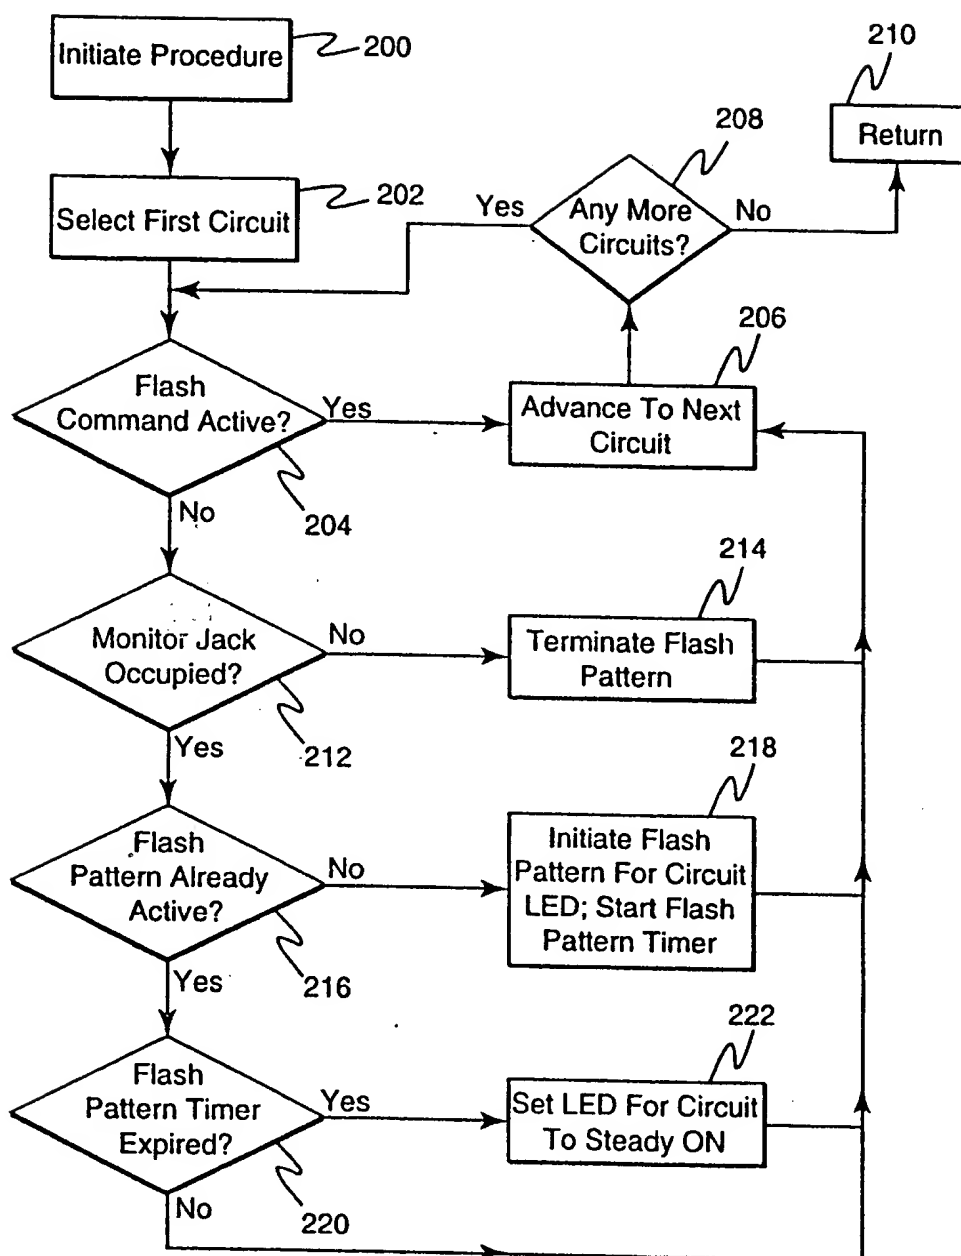 Initiate Procedure
200
210
Return
208
Select First Circuit
202
Yes
Any More
Circuits?
No
206
Flash
Command Active?
Yes
Advance To Next
Circuit
204
No
214
Monitor Jack
Occupied?
No
Terminate Flash
Pattern
212
Yes
218
Flash
Pattern Already
Active?
No
Initiate Flash
Pattern For Circuit
LED; Start Flash
Pattern Timer
216
Yes
222
Flash
Pattern Timer
Expired?
Yes
Set LED For Circuit
To Steady ON
220
No